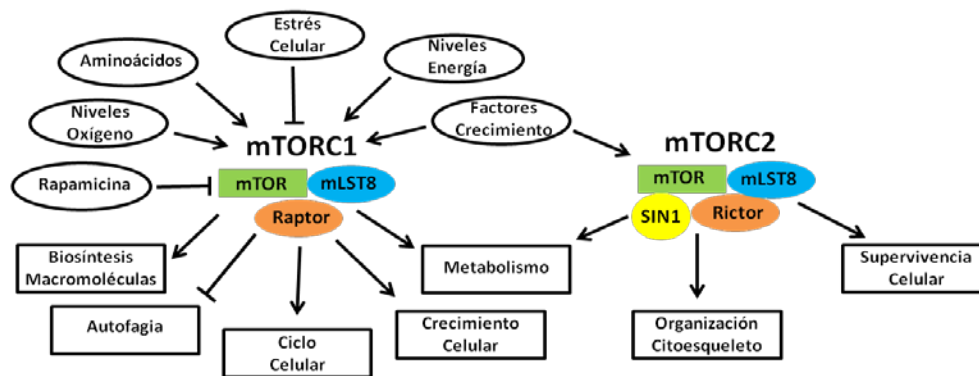 Estrés
Celular
Niveles
Energía
Aminoácidos
Niveles
Oxígeno
Factores
Crecimiento
mTORC1
mTORC2
Rapamicina
mTOR
mLST8
Raptor
mTOR
mLST8
SIN1
Rictor
Biosíntesis
Macromoléculas
Autofagia
Ciclo
Celular
Crecimiento
Celular
Metabolismo
Organización
Citoesqueleto
Supervivencia
Celular